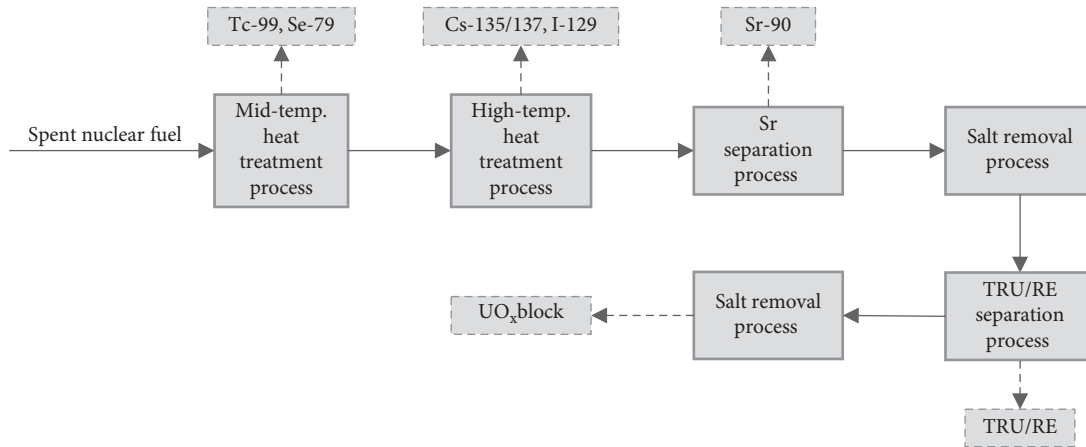 Tc-99, Se-79
Cs-135/137, I-129
Sr-90
Spent nuclear fuel
Mid-temp.
heat
treatment
process
High-temp.
heat
treatment
process
Sr
separation
process
Salt removal
process
UOxblock
Salt removal
process
TRU/RE
separation
process
TRU/RE